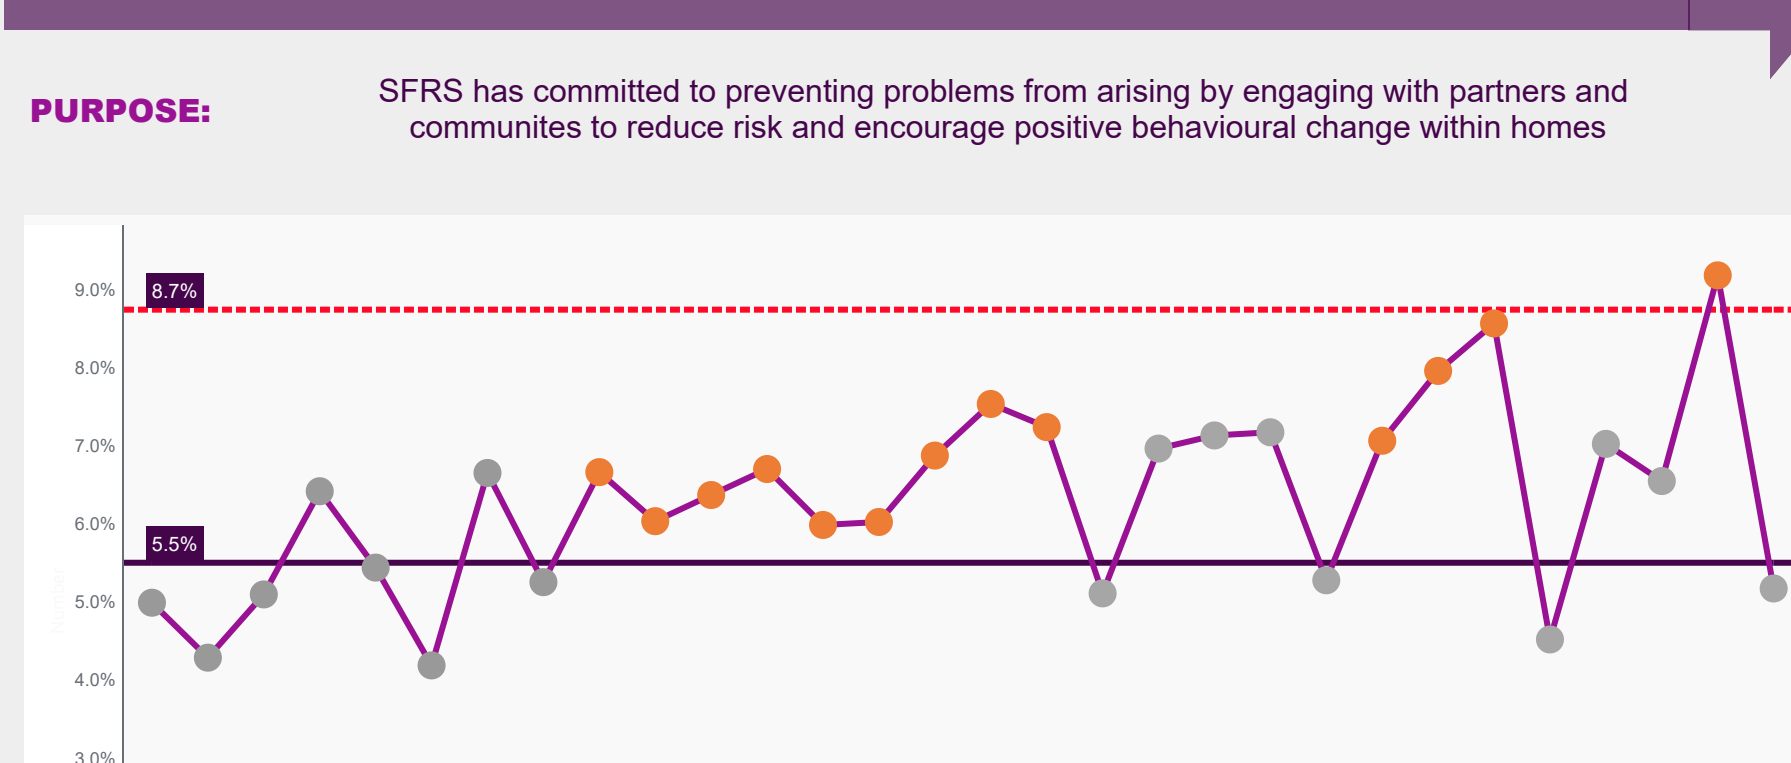 PURPOSE:
SFRS has committed to preventing problems from arising by engaging with partners and
communites to reduce risk and encourage positive behavioural change within homes
9.0%
8.7%
8.0%
7.0%
6.0%
5.5%
5.0%
4.0%
3.0%
Number